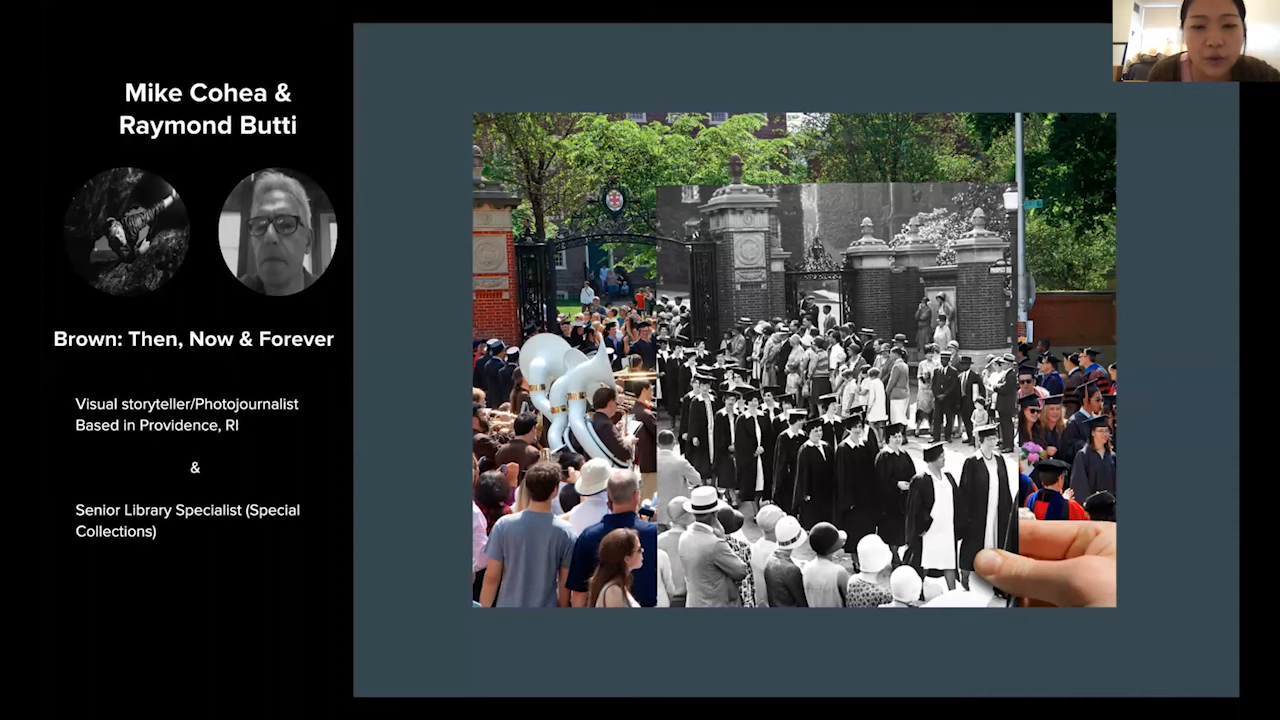 Mike Cohea &
Raymond Butti
Brown: Then, Now & Forever
Visual storyteller/Photojournalist
Based in Providence, RI
&
Senior Library Specialist (Special
Collections)